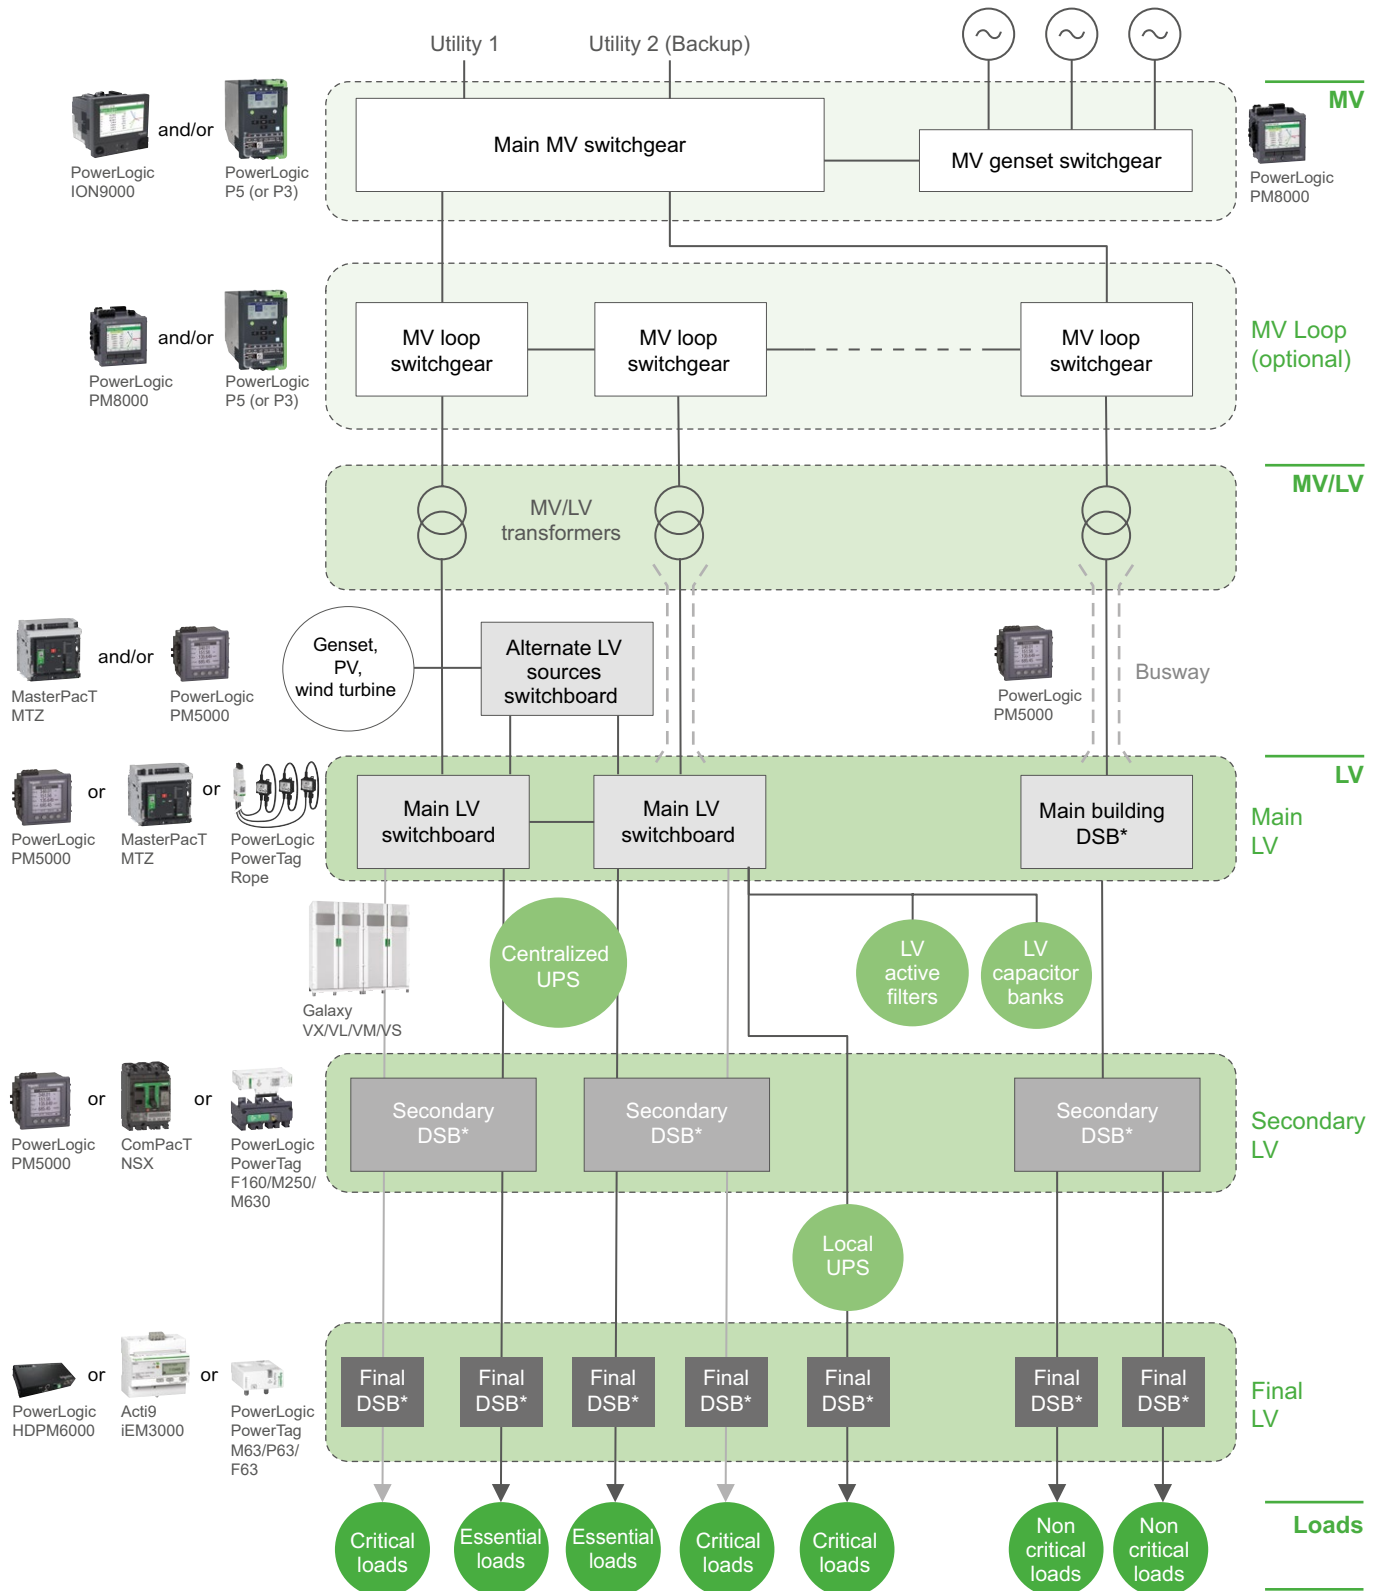 Utility 1
Utility 2 (Backup)
MV
Main MV switchgear
MV genset switchgear
and/or
PowerLogic
ION9000
PowerLogic
P5 (or P3)
PowerLogic
PM8000
MV loop
switchgear
MV loop
switchgear
MV loop
switchgear
MV Loop
(optional)
and/or
PowerLogic
PM8000
PowerLogic
P5 (or P3)
MV/LV
MV/LV
transformers
Genset,
PV,
wind turbine
Alternate LV
sources
switchboard
and/or
MasterPacT
MTZ
PowerLogic
PM5000
PowerLogic
PM5000
Busway
LV
Main
LV
or
or
PowerLogic
PM5000
MasterPacT
MTZ
PowerLogic
PowerTag
Rope
Main LV
switchboard
Main LV
switchboard
Main building
DSB*
Centralized
UPS
LV
active
filters
LV
capacitor
banks
Galaxy
VX/VL/VM/VS
or
or
PowerLogic
PM5000
ComPacT
NSX
PowerLogic
PowerTag
F160/M250/
M630
Secondary
DSB*
Secondary
DSB*
Secondary
DSB*
Secondary
LV
Local
UPS
or
or
PowerLogic
HDPM6000
Acti9
iEM3000
PowerLogic
PowerTag
M63/P63/
F63
Final
DSB*
Final
DSB*
Final
DSB*
Final
DSB*
Final
DSB*
Final
DSB*
Final
DSB*
Final
LV
Critical
loads
Essential
loads
Essential
loads
Critical
loads
Critical
loads
Non
critical
loads
Non
critical
loads
Loads